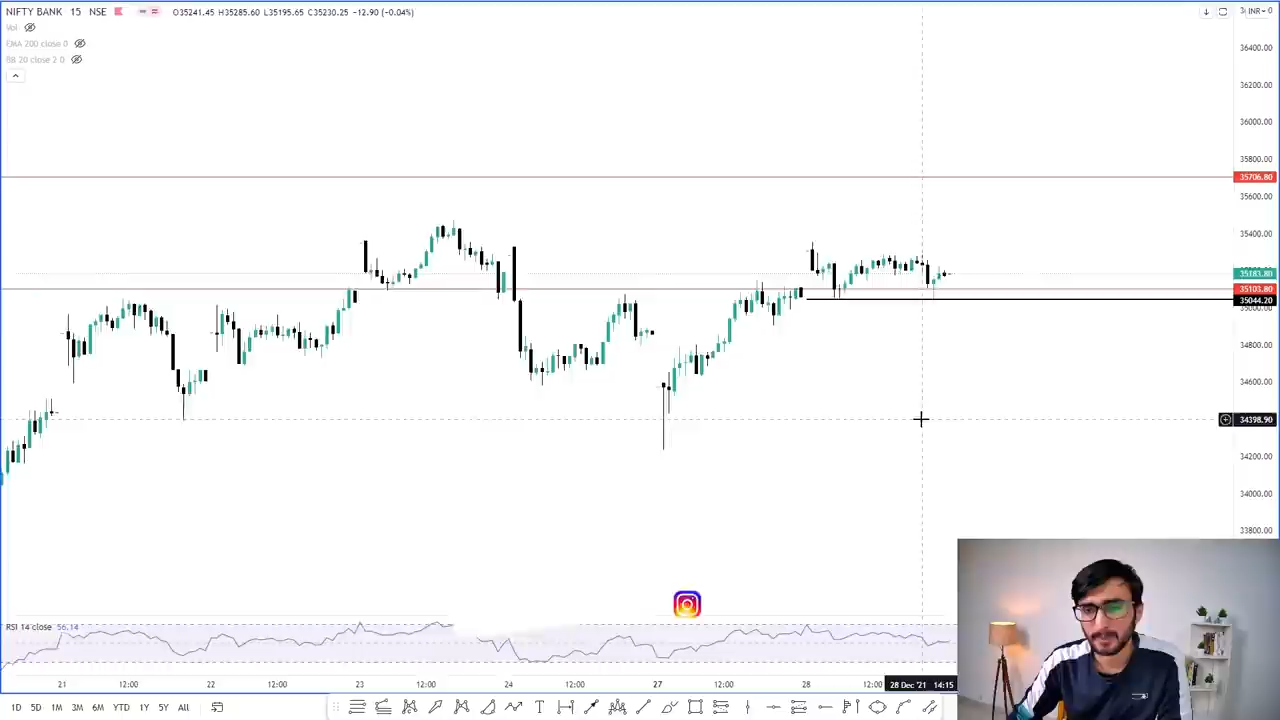 NIFTY BANK 15 NSE O35241.45 H35285.60 L35195.65 C35230.25 -12.90 (-0.04%)
INR
Vol
EMA 200 close 0
BB 20 close 2 0
36400.00
36200.00
36000.00
35800.00
35706.80
35600.00
35400.00
35183.80
35103.80
35044.20
35000.00
34800.00
34600.00
34398.90
34200.00
34000.00
33800.00
RSI 14 close 56.14
21 12:00 22 12:00 23 12:00 24 12:00 27 12:00 28 12:00 28 Dec '21 14:15
1D 5D 1M 3M 6M YTD 1Y 5Y All